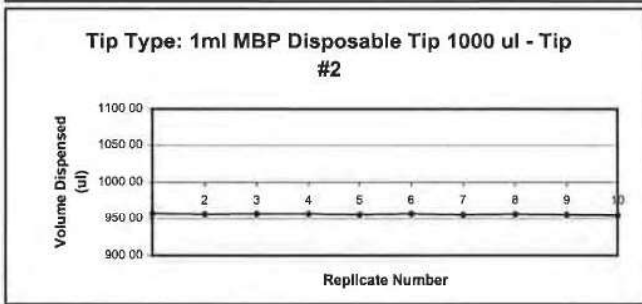 Tip Type: 1ml MBP Disposable Tip 1000 ul - Tip
#2
Volume Dispensed
(ul)
1100 00
1050 00
1000 00
950 00
900 00
2 3 4 5 6 7 8 9 10
Replicate Number